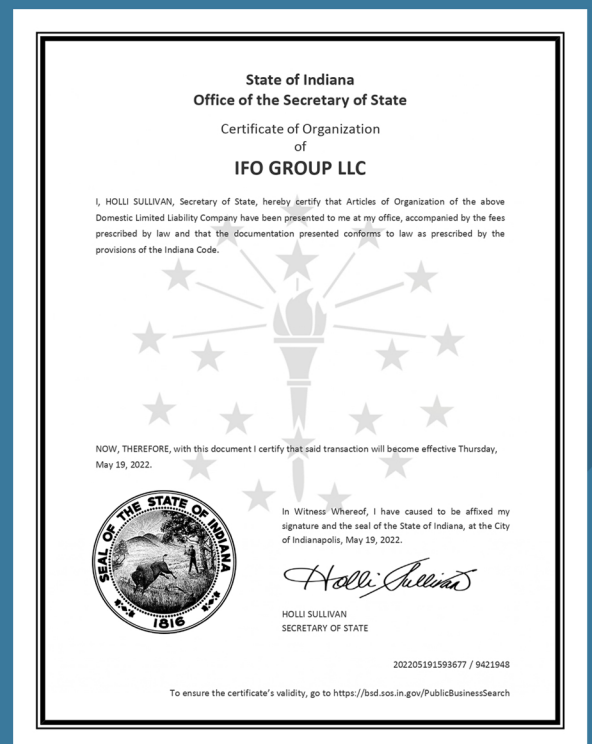 State of Indiana
Office of the Secretary of State
Certificate of Organization
of
IFO GROUP LLC
I, HOLLI SULLIVAN, Secretary of State, hereby certify that Articles of Organization of the above
Domestic Limited Liability Company have been presented to me at my office, accompanied by the fees
prescribed by law and that the documentation presented conforms to law as prescribed by the
provisions of the Indiana Code.
NOW, THEREFORE, with this document I certify that said transaction will become effective Thursday,
May 19, 2022.
SEAL OF THE STATE OF INDIANA
1816
In Witness Whereof, I have caused to be affixed my
signature and the seal of the State of Indiana, at the City
of Indianapolis, May 19, 2022.
Holli Sullivan
HOLLI SULLIVAN
SECRETARY OF STATE
202205191593677 / 9421948
To ensure the certificate's validity, go to https://bsd.sos.in.gov/PublicBusinessSearch